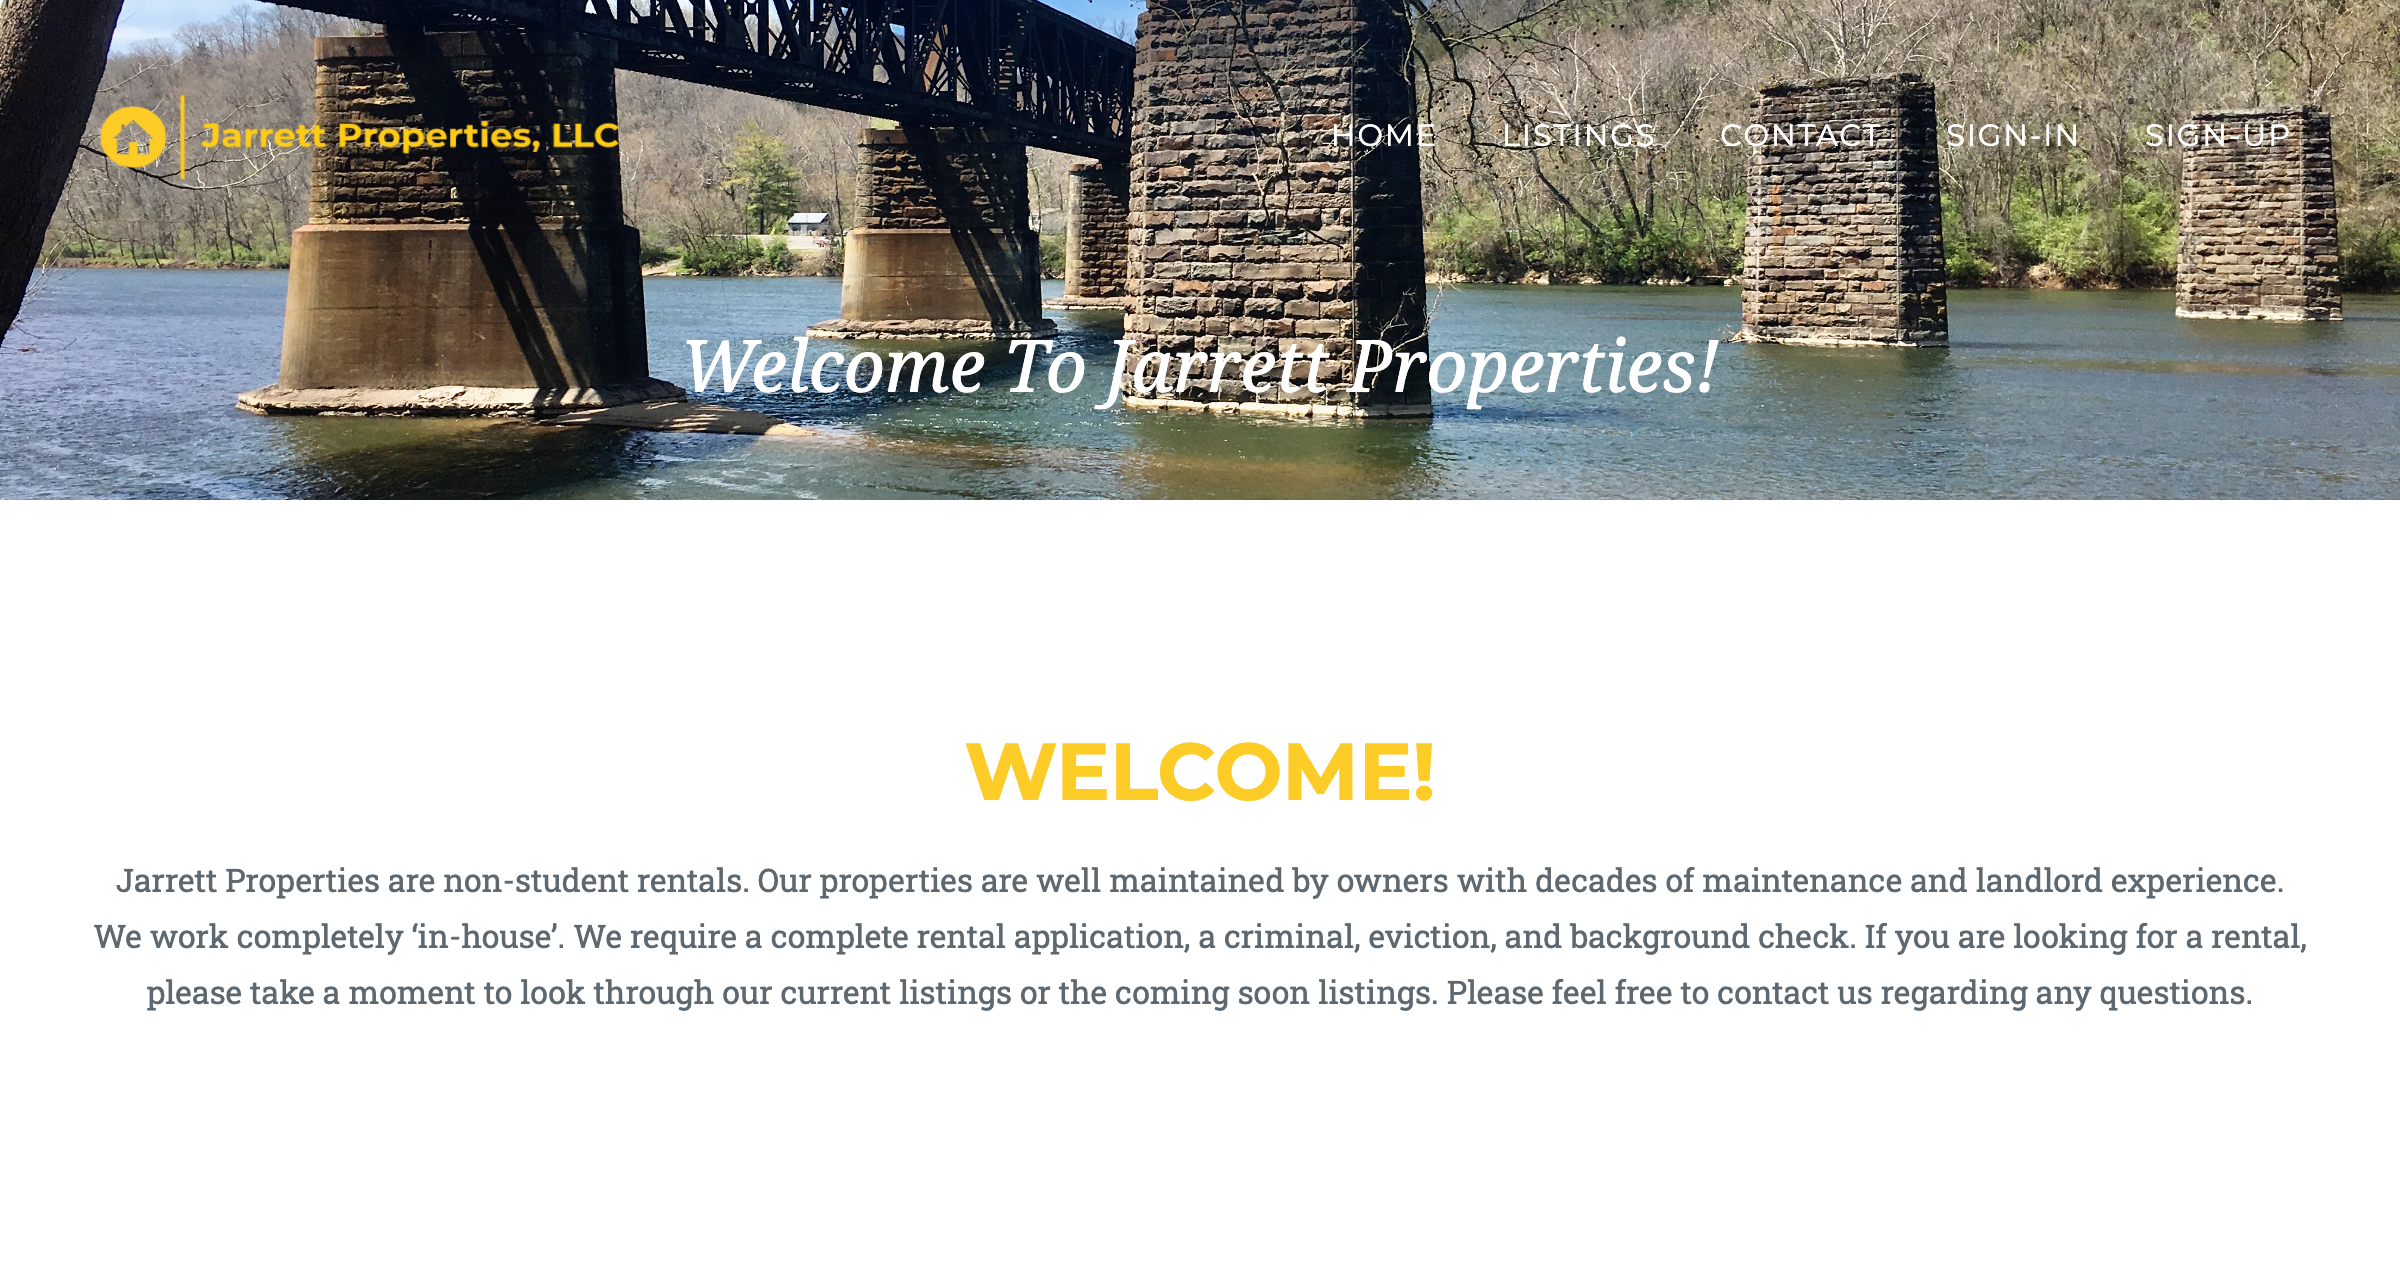 Jarrett Properties, LLC
HOME LISTINGS CONTACT SIGN-IN SIGN-UP
Welcome To Jarrett Properties!
WELCOME!
Jarrett Properties are non-student rentals. Our properties are well maintained by owners with decades of maintenance and landlord experience.
We work completely ‘in-house’. We require a complete rental application, a criminal, eviction, and background check. If you are looking for a rental,
please take a moment to look through our current listings or the coming soon listings. Please feel free to contact us regarding any questions.